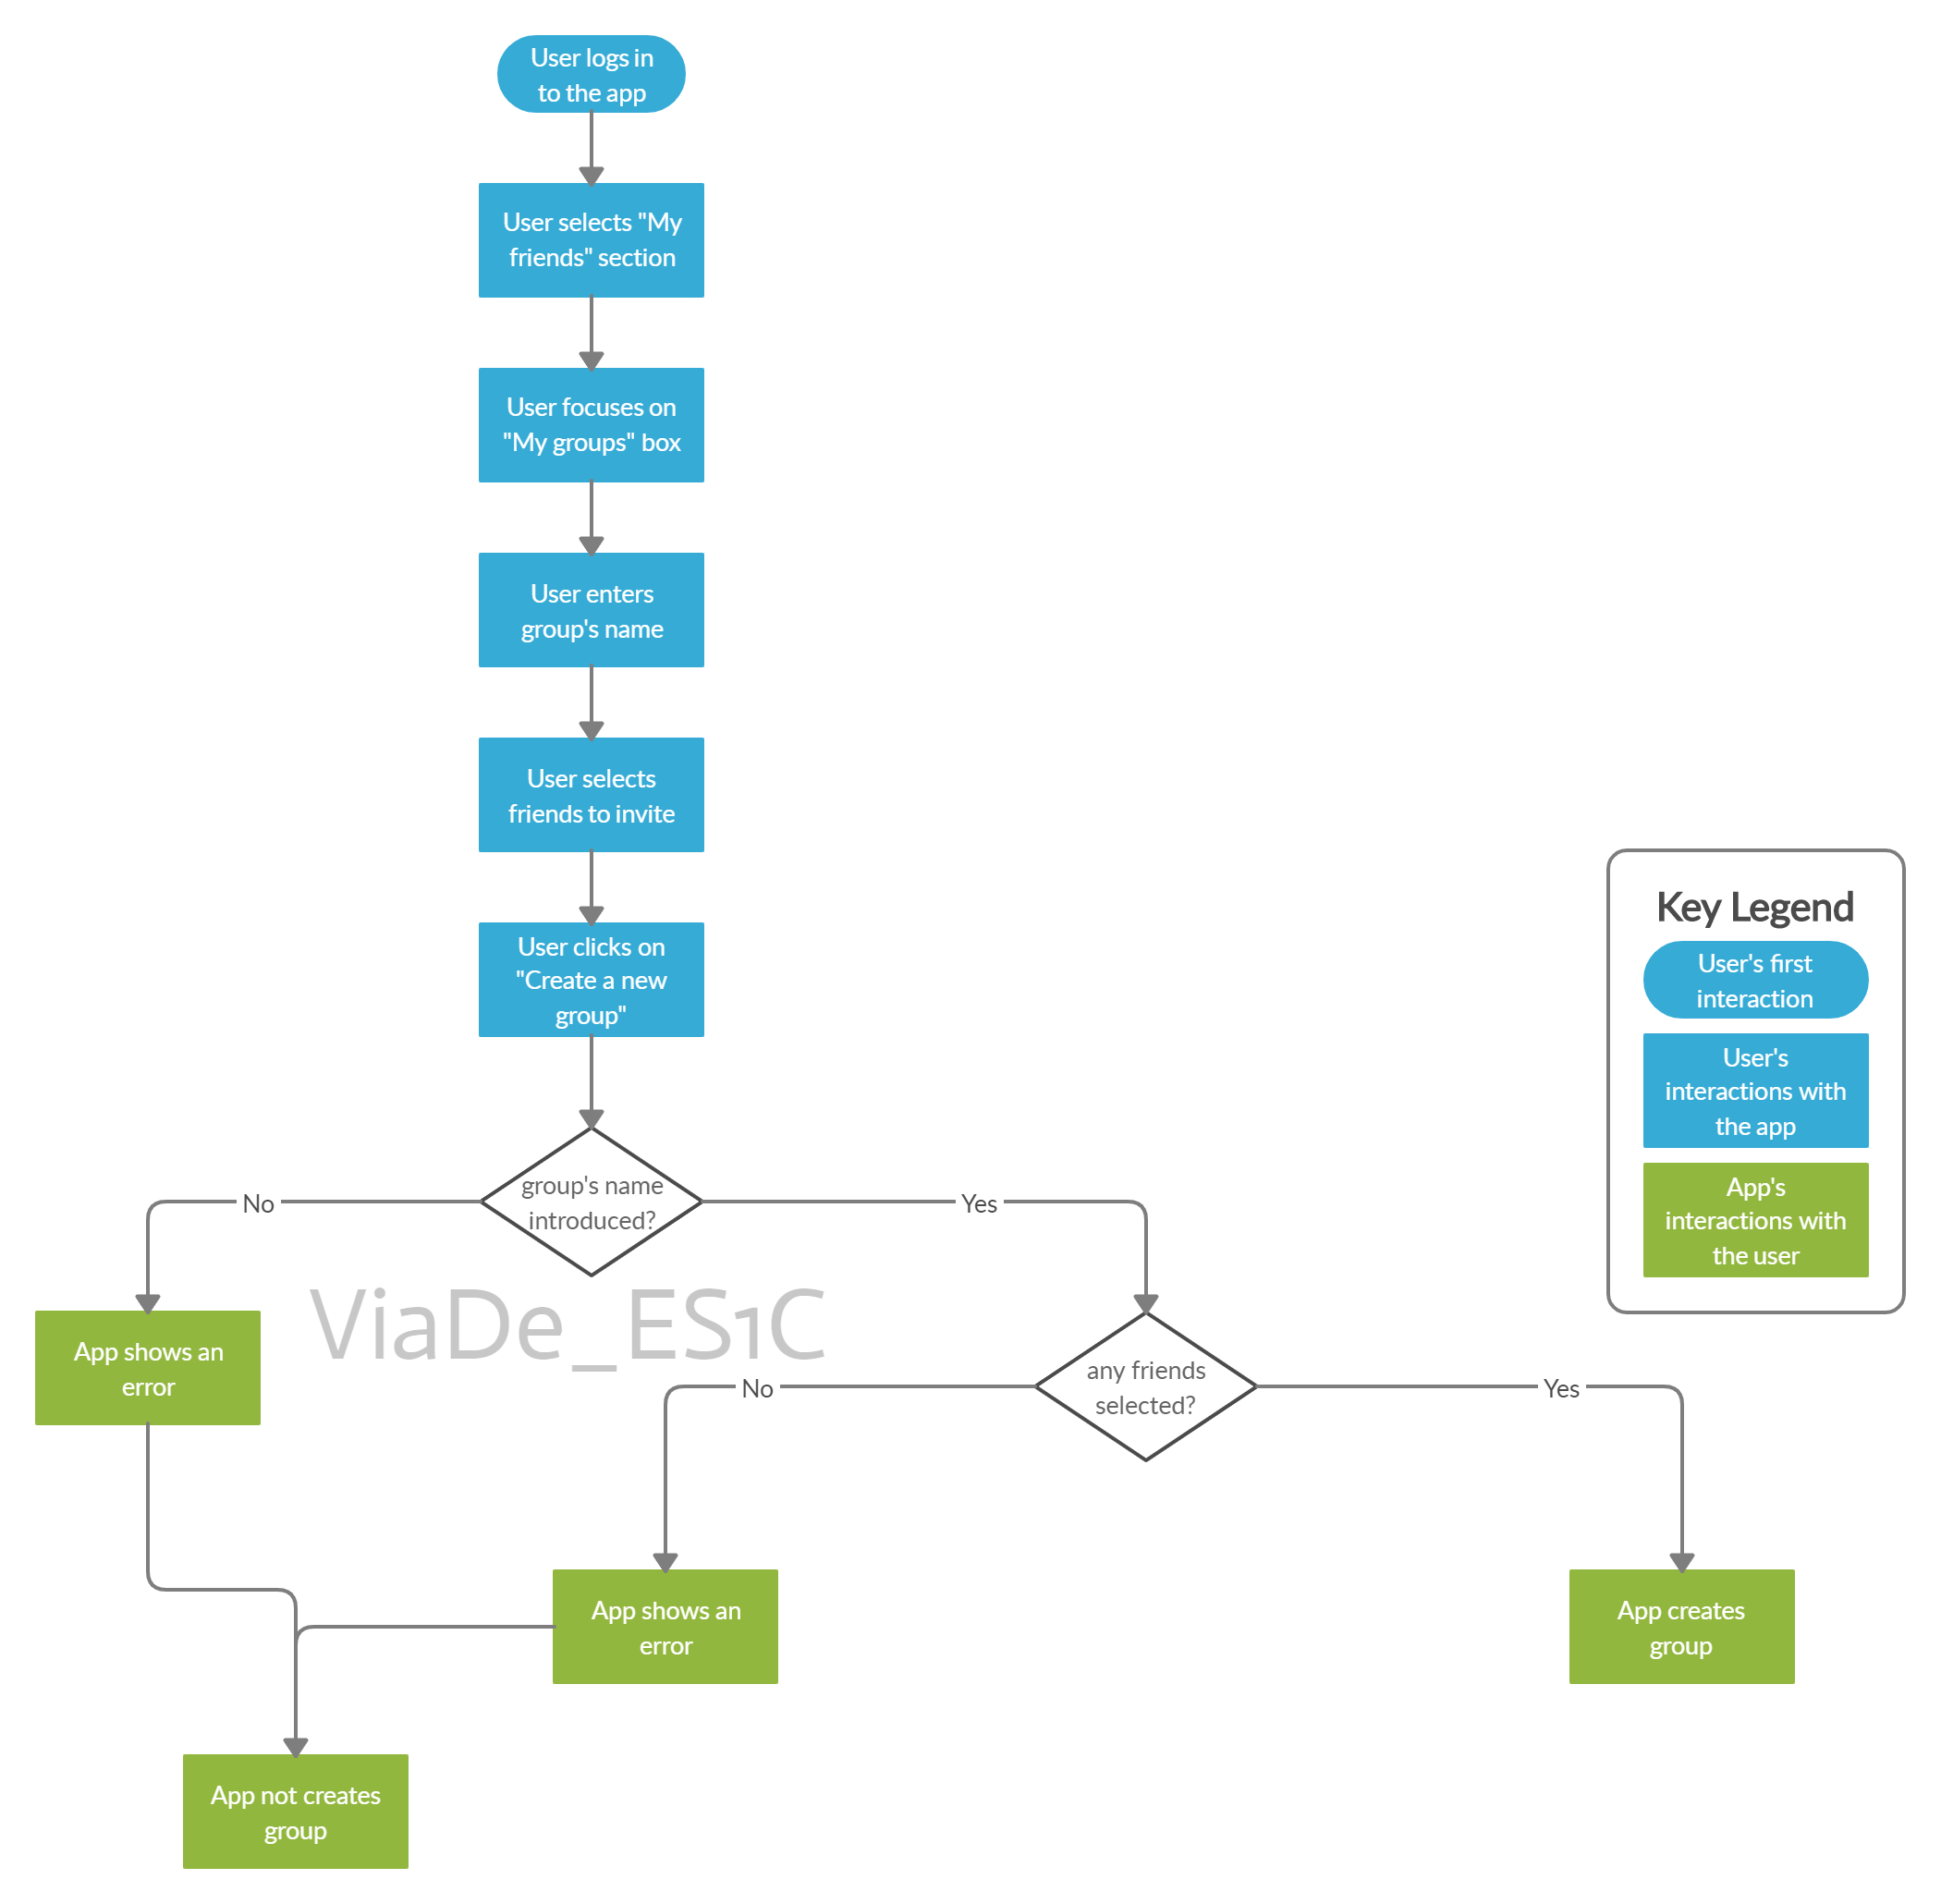 User logs in
to the app
User selects "My
friends" section
User focuses on
"My groups" box
User enters
group's name
User selects
friends to invite
User clicks on
"Create a new
group"
group's name
introduced?
No
Yes
App shows an
error
ViaDe_ES1C
any friends
selected?
No
Yes
App shows an
error
App creates
group
App not creates
group
Key Legend
User's first
interaction
User's
interactions with
the app
App's
interactions with
the user